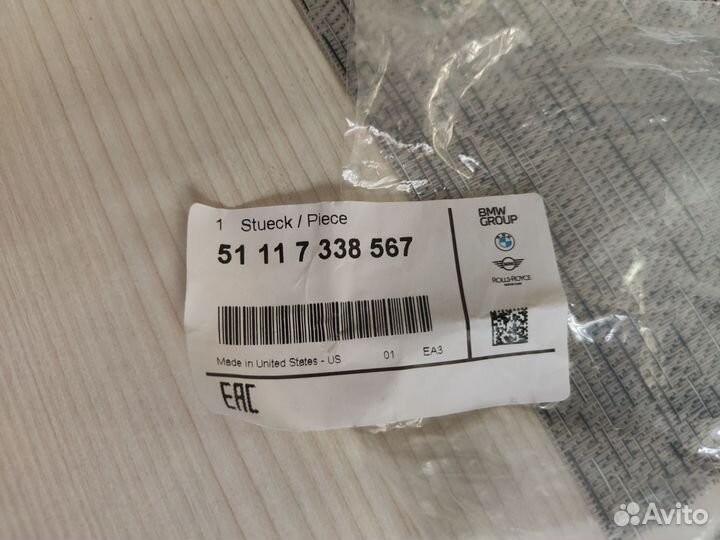 1 Stueck / Piece
51 11 7 338 567
Made in United States - US 01 EA3
EAC
BMW
GROUP
MINI
ROLLS-ROYCE
Avito